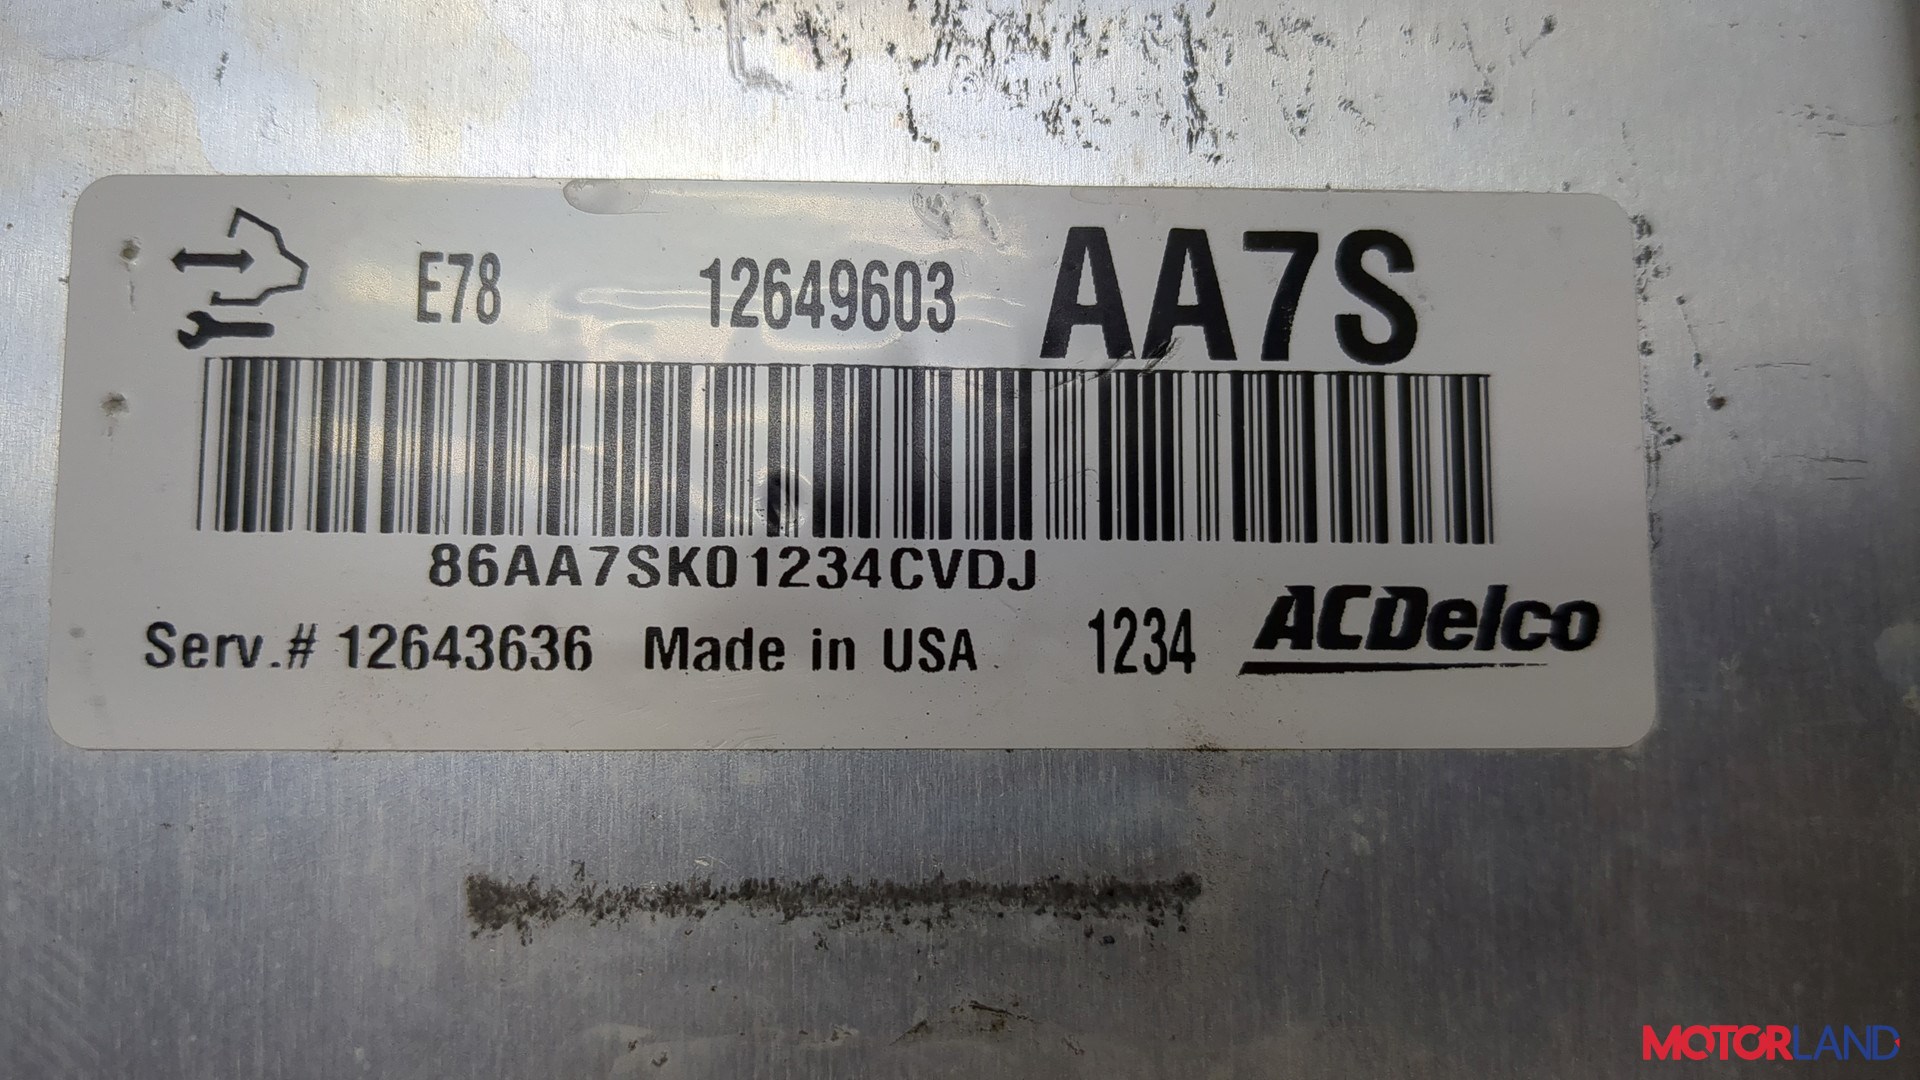 E78 12649603 AA7S
86AA7SK01234CVDJ
Serv.# 12643636 Made in USA 1234 ACDelco
MOTORLAND